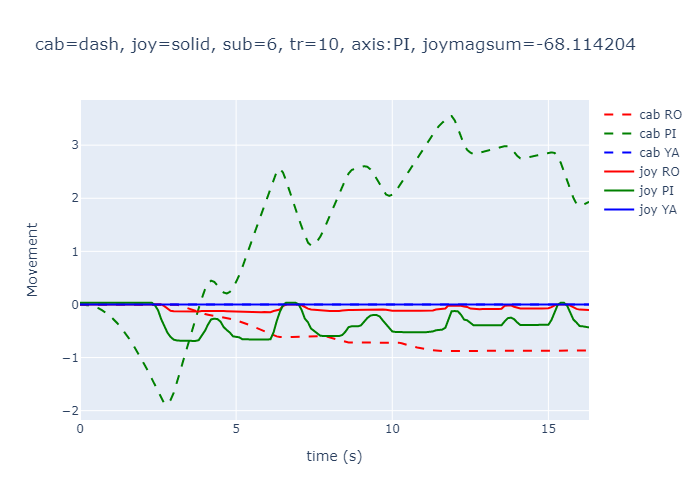 cab=dash, joy=solid, sub=6, tr=10, axis:PI, joymagsum=-68.114204
cab RO
cab PI
cab YA
joy RO
joy PI
joy YA
Movement
3
2
1
0
−1
−2
0
5
10
15
time (s)